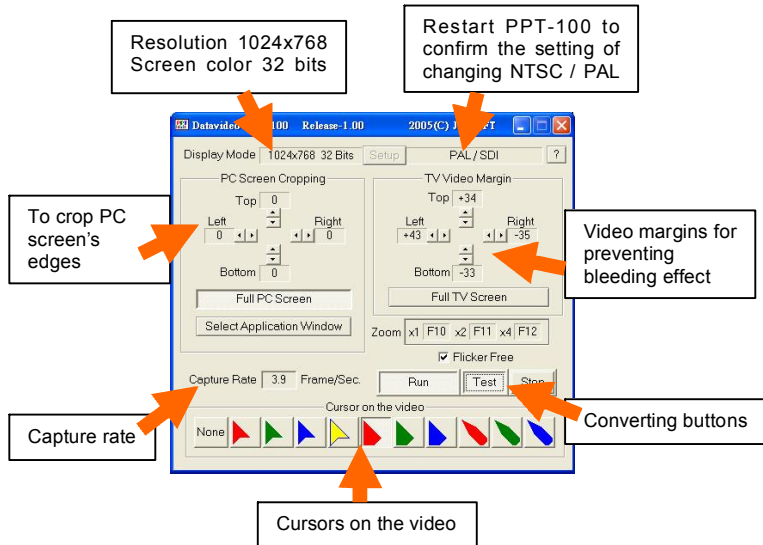 Resolution 1024x768
Screen color 32 bits
Restart PPT-100 to
confirm the setting of
changing NTSC / PAL
Datavideo 100 Release-1.00 2005(C)
Display Mode 1024x768 32 Bits Setup PAL/SDI ?
PC Screen Cropping
Top 0
Left Right
0 0
Bottom 0
Full PC Screen
Select Application Window
TV Video Margin
Top +34
Left Right
+43 -35
Bottom -33
Full TV Screen
Zoom x1 F10 x2 F11 x4 F12
Flicker Free
Capture Rate 3.9 Frame/Sec.
Run Test Stop
Cursor on the video
None
To crop PC
screen's
edges
Video margins for
preventing
bleeding effect
Capture rate
Converting buttons
Cursors on the video